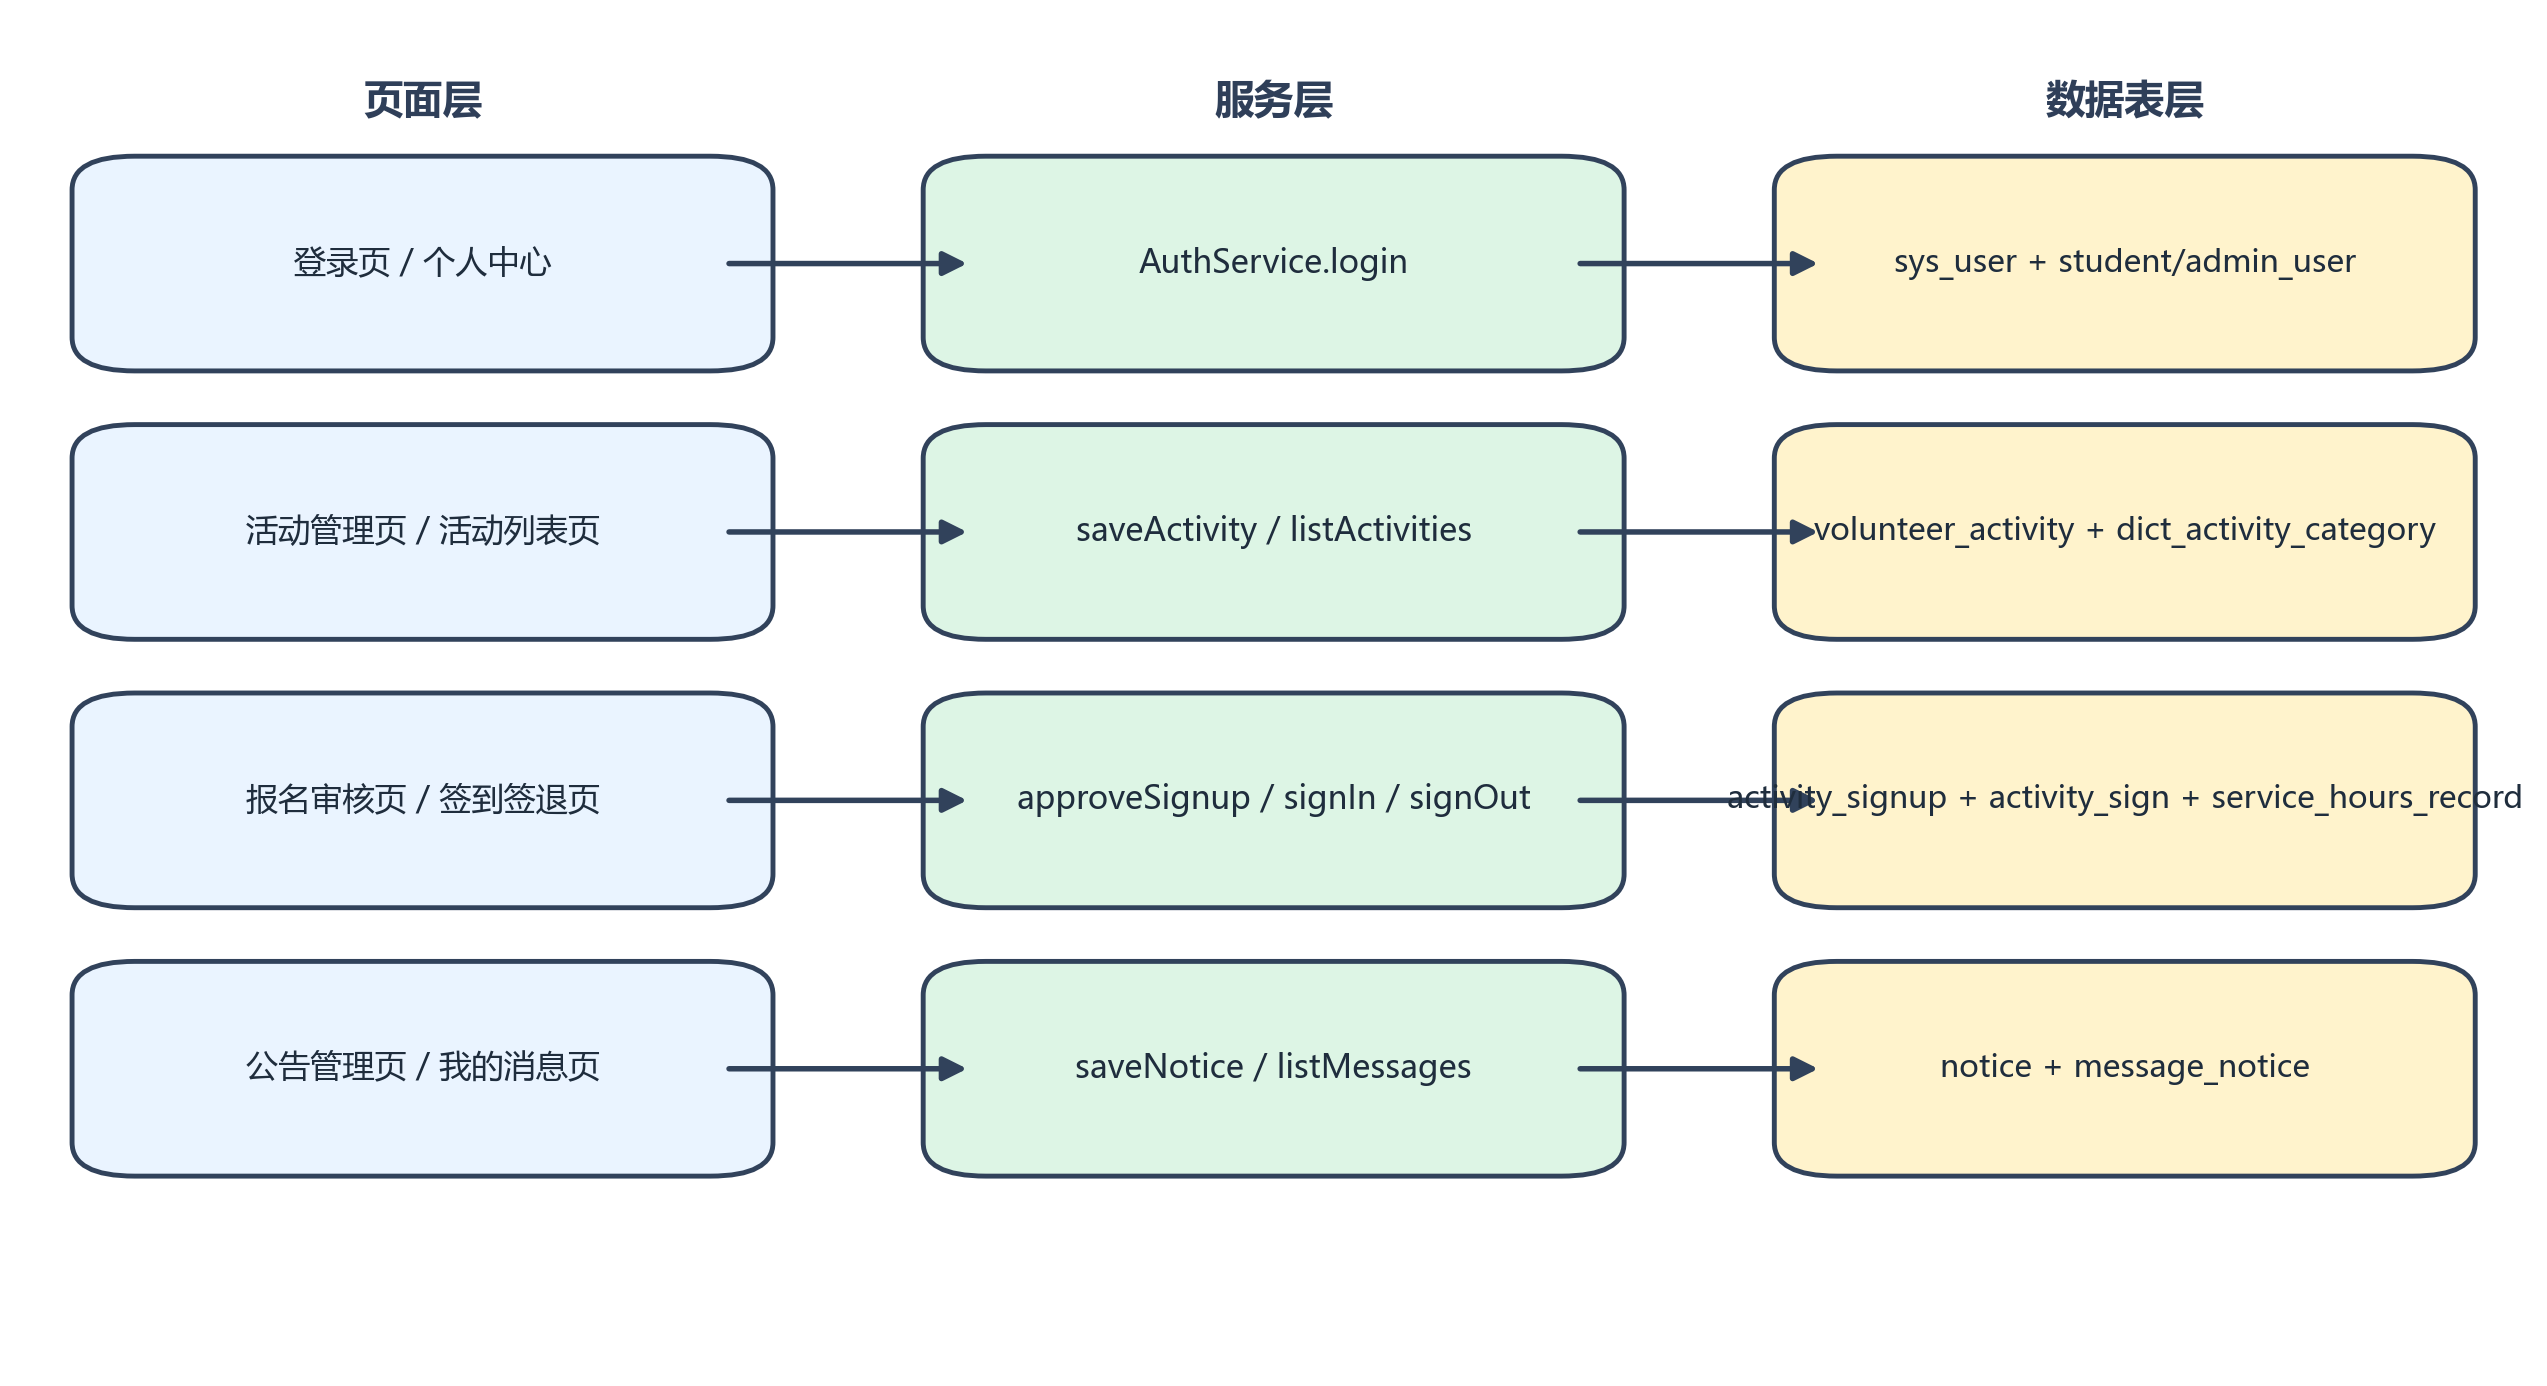 页面层
服务层
数据表层
登录页 / 个人中心
AuthService.login
sys_user + student/admin_user
活动管理页 / 活动列表页
saveActivity / listActivities
volunteer_activity + dict_activity_category
报名审核页 / 签到签退页
approveSignup / signIn / signOut
activity_signup + activity_sign + service_hours_record
公告管理页 / 我的消息页
saveNotice / listMessages
notice + message_notice